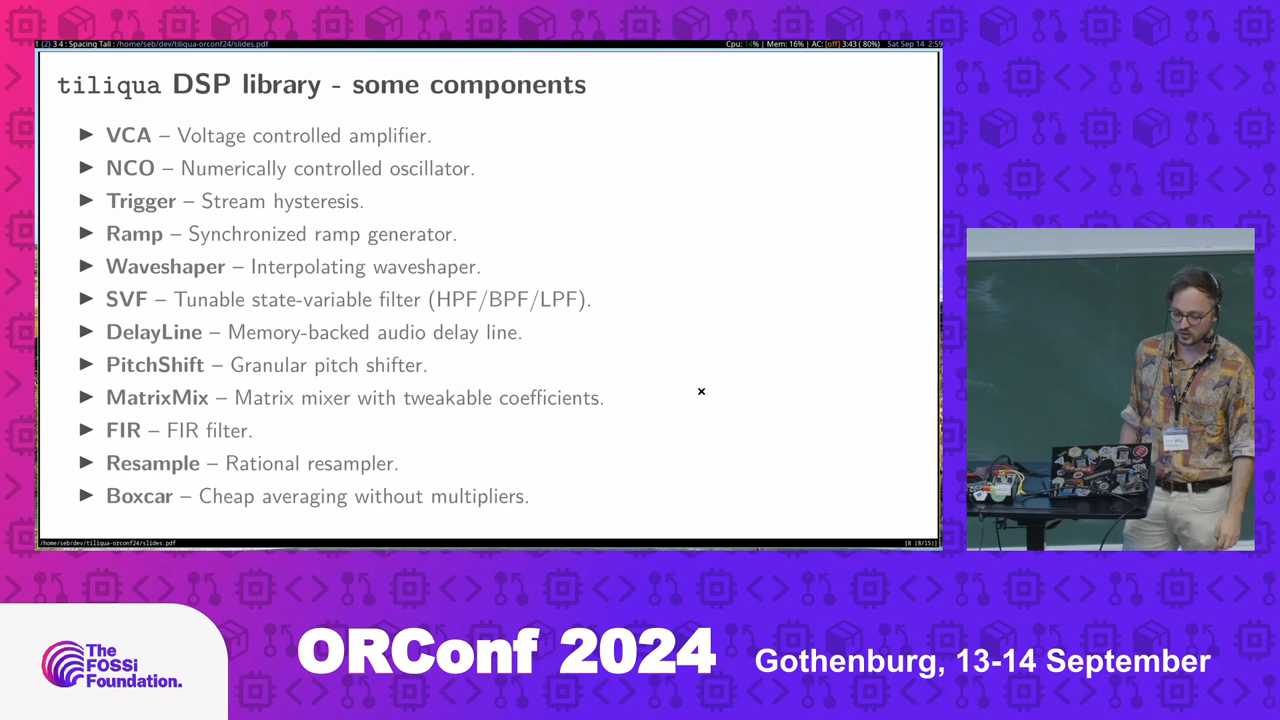 1 (2) 3 4 : Spacing Tall : /home/seb/dev/tiliqua-orconf24/slides.pdf
Cpu: 14% | Mem: 16% | AC: [off] 3:43 ( 80%) Sat Sep 14 2:59
tiliqua DSP library - some components
► VCA – Voltage controlled amplifier.
► NCO – Numerically controlled oscillator.
► Trigger – Stream hysteresis.
► Ramp – Synchronized ramp generator.
► Waveshaper – Interpolating waveshaper.
► SVF – Tunable state-variable filter (HPF/BPF/LPF).
► DelayLine – Memory-backed audio delay line.
► PitchShift – Granular pitch shifter.
► MatrixMix – Matrix mixer with tweakable coefficients.
► FIR – FIR filter.
► Resample – Rational resampler.
► Boxcar – Cheap averaging without multipliers.
/home/seb/dev/tiliqua-orconf24/slides.pdf
[8 (8/15)]
The
FOSSi
Foundation.
ORConf 2024
Gothenburg, 13-14 September